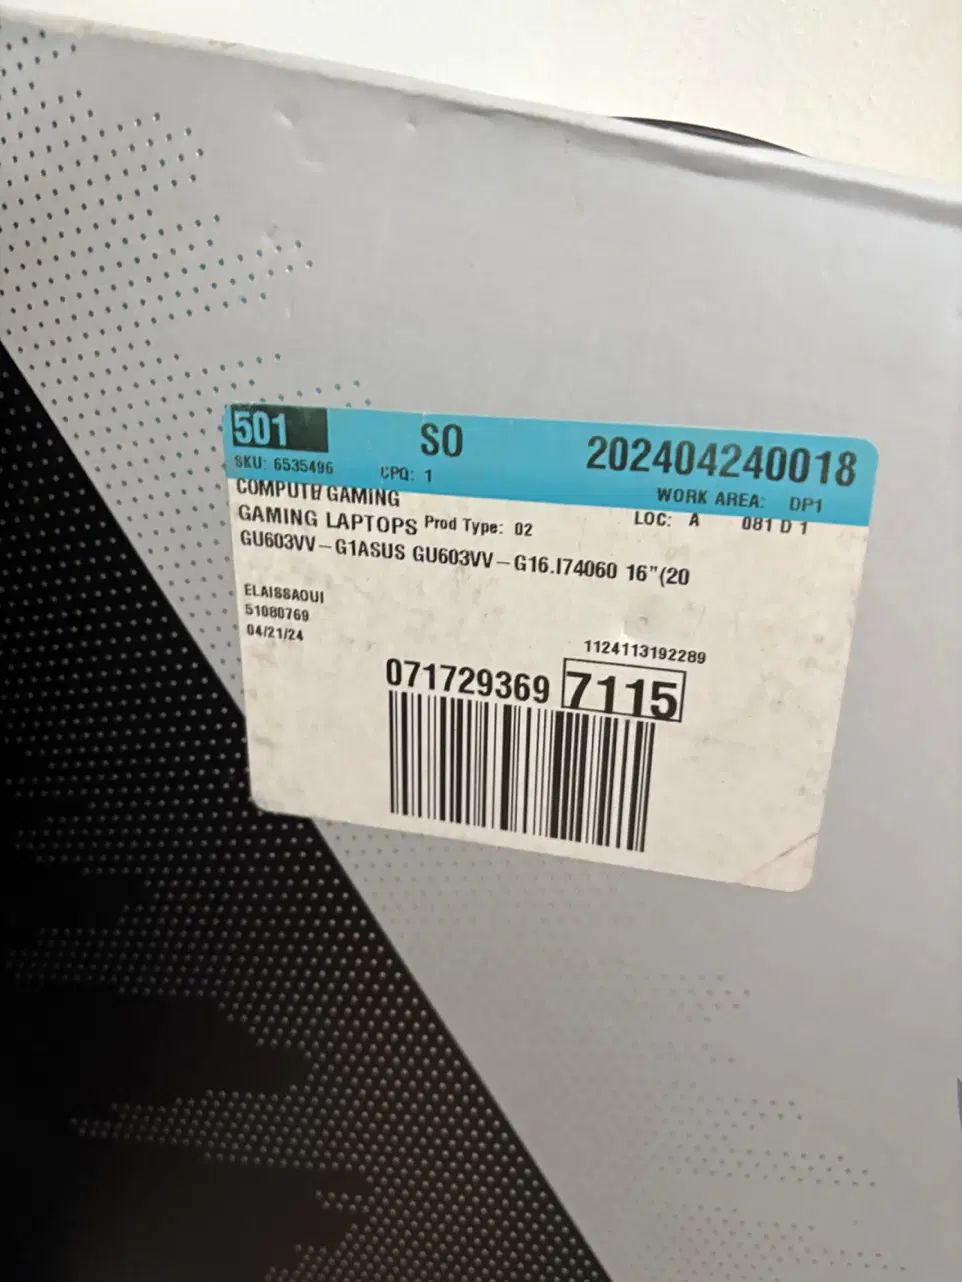 501 SO 202404240018
SKU: 6535496 CPQ: 1 WORK AREA: DP1
COMPUTE GAMING LOC: A 081 D 1
GAMING LAPTOPS Prod Type: 02
GU603VV-G1ASUS GU603VV-G16.I74060 16"(20
ELAISSAOUI
51080769
04/21/24
1124113192289
071729369 7115